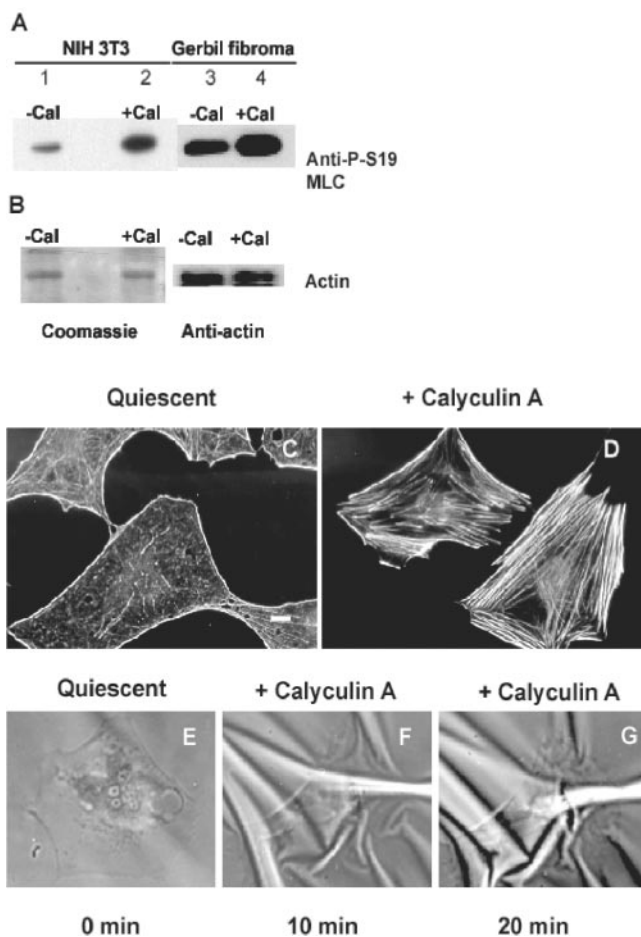 A
NIH 3T3 Gerbil fibroma
1 2 3 4
-Cal +Cal -Cal +Cal
Anti-P-S19
MLC
B
-Cal +Cal -Cal +Cal
Actin
Coomassie Anti-actin
Quiescent + Calyculin A
C D
Quiescent + Calyculin A + Calyculin A
E F G
0 min 10 min 20 min